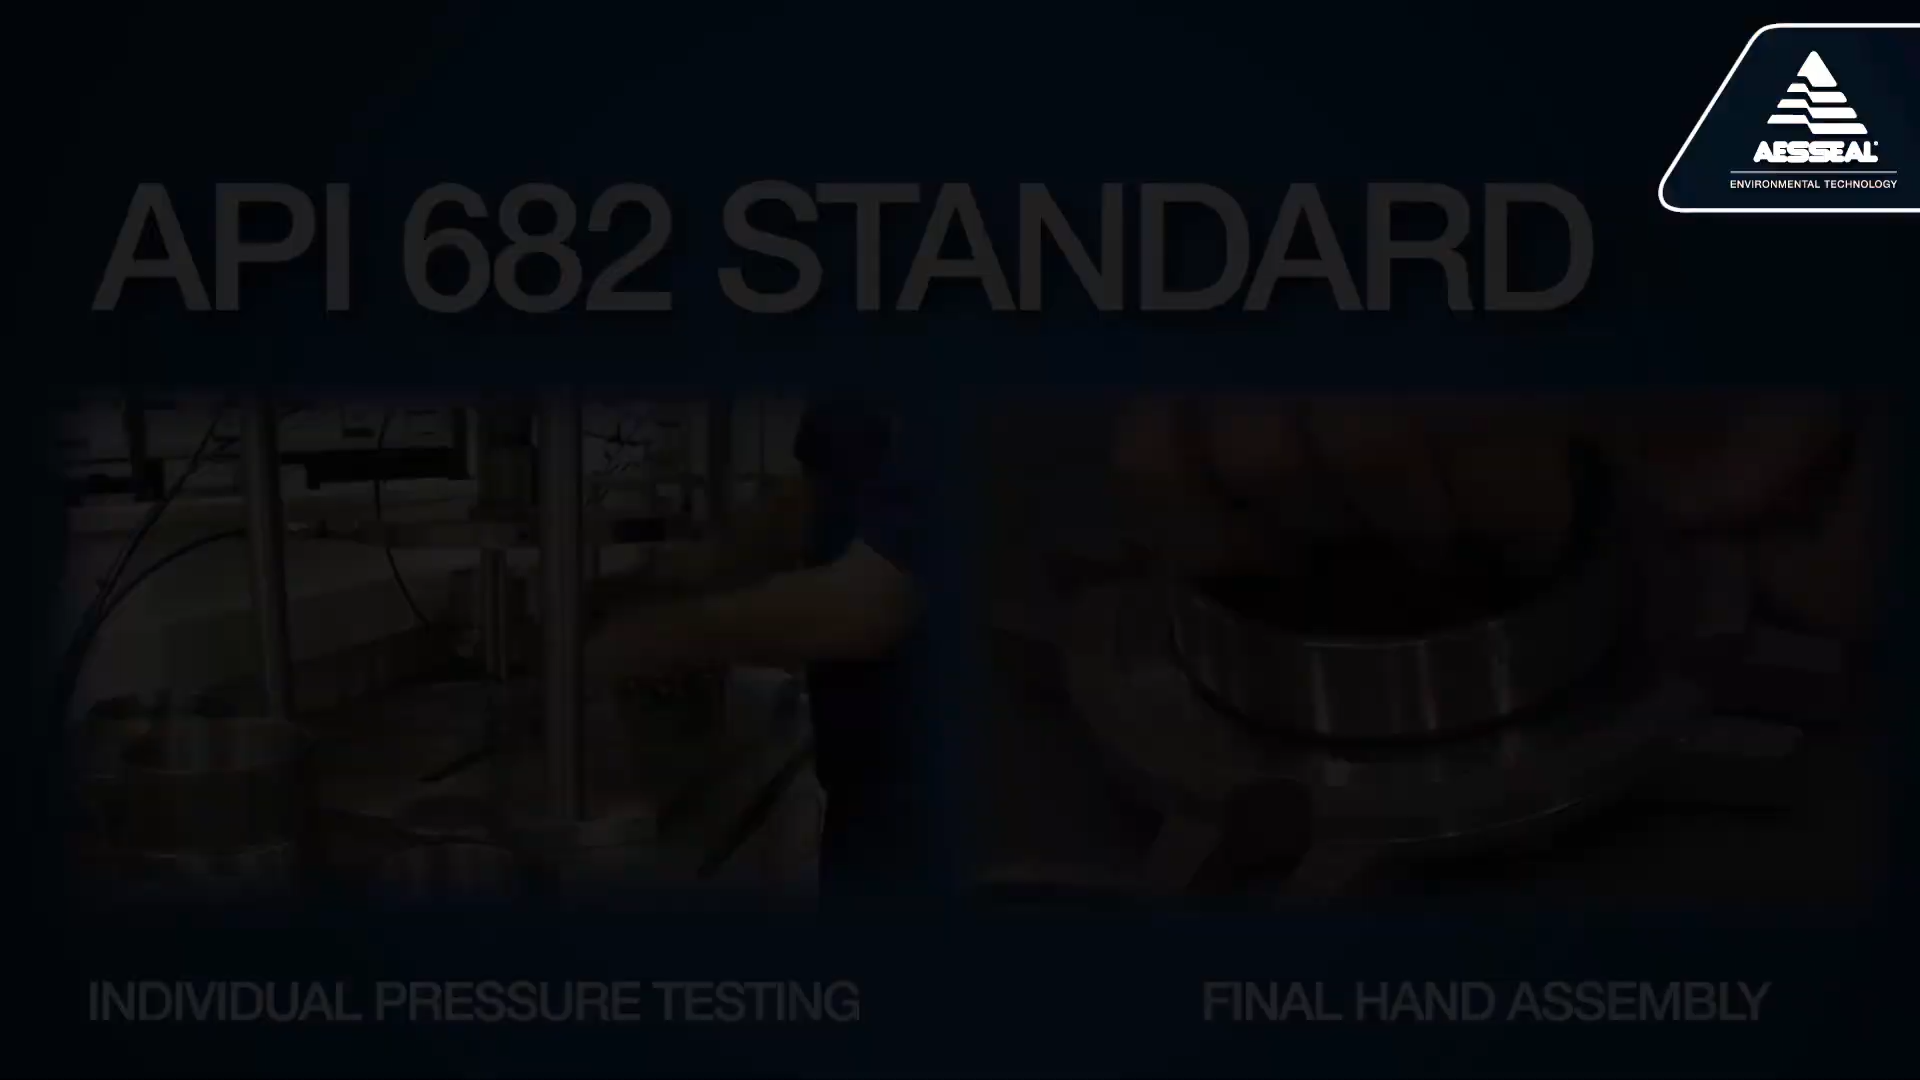 AESSEAL
ENVIRONMENTAL TECHNOLOGY
API 682 STANDARD
INDIVIDUAL PRESSURE TESTING
FINAL HAND ASSEMBLY